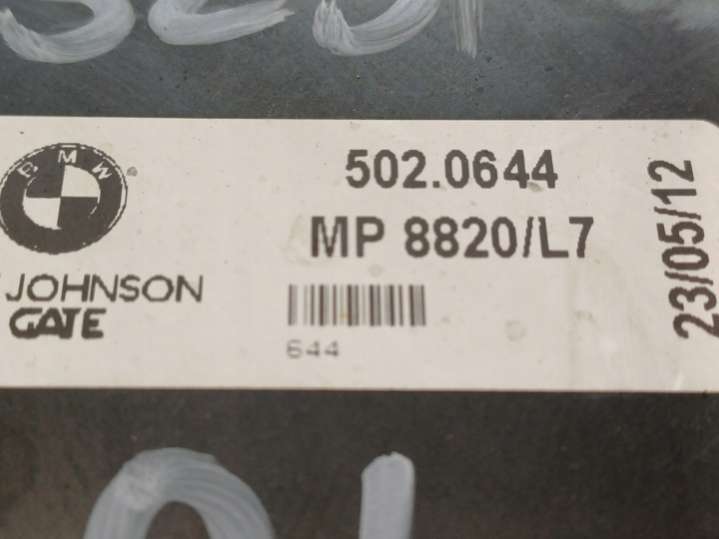 BMW
502.0644
MP 8820/L7
23/05/12
JOHNSON
GATE
644